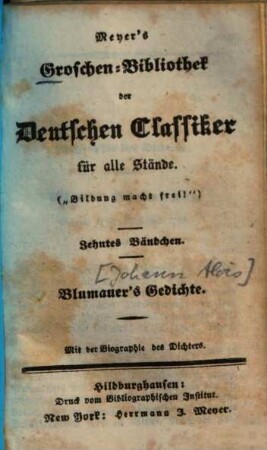 Meyer's
Groschen=Bibliothek
der
Deutschen Classiker
für alle Stände.
(„Bildung macht frei!")
Zehntes Bändchen.
[Johann Alois]
Blumauer's Gedichte.
Mit der Biographie des Dichters.
Hildburghausen:
Druck vom Bibliographischen Institut.
New York: Herrmann J. Meyer.